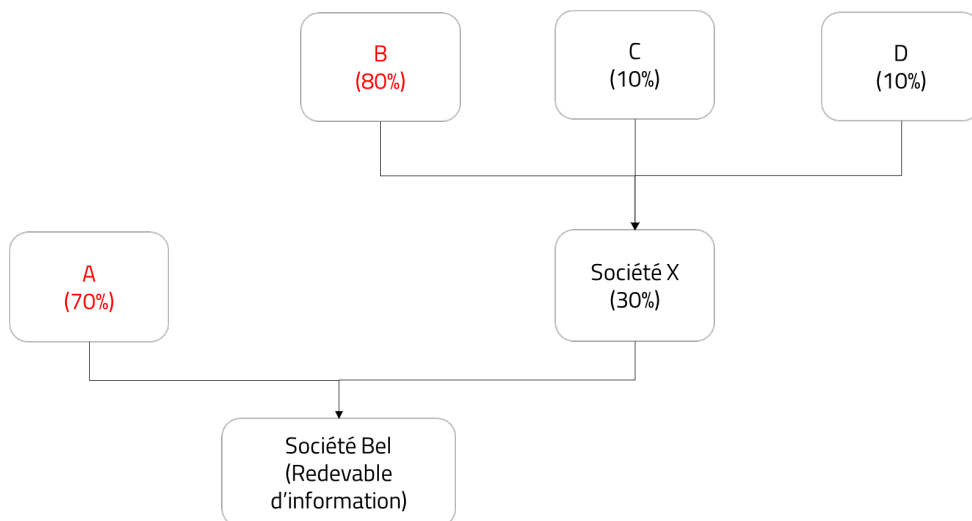 B
(80%)
C
(10%)
D
(10%)
A
(70%)
Société X
(30%)
Société Bel
(Redevable
d'information)